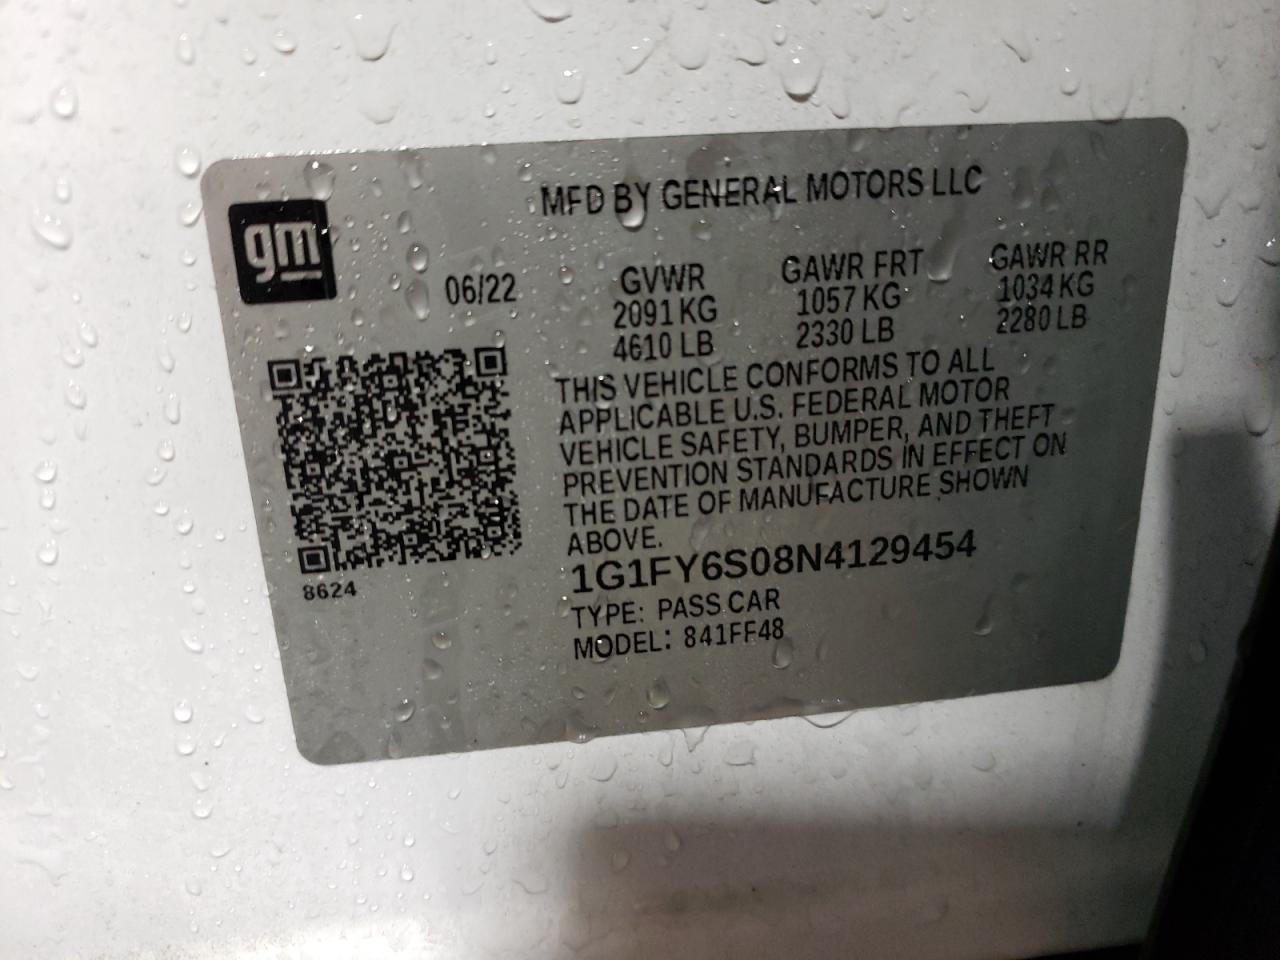 MFD BY GENERAL MOTORS LLC
gm
06/22
GVWR GAWR FRT GAWR RR
2091 KG 1057 KG 1034 KG
4610 LB 2330 LB 2280 LB
THIS VEHICLE CONFORMS TO ALL
APPLICABLE U.S. FEDERAL MOTOR
VEHICLE SAFETY, BUMPER, AND THEFT
PREVENTION STANDARDS IN EFFECT ON
THE DATE OF MANUFACTURE SHOWN
ABOVE.
1G1FY6S08N4129454
8624
TYPE: PASS CAR
MODEL: 841FF48